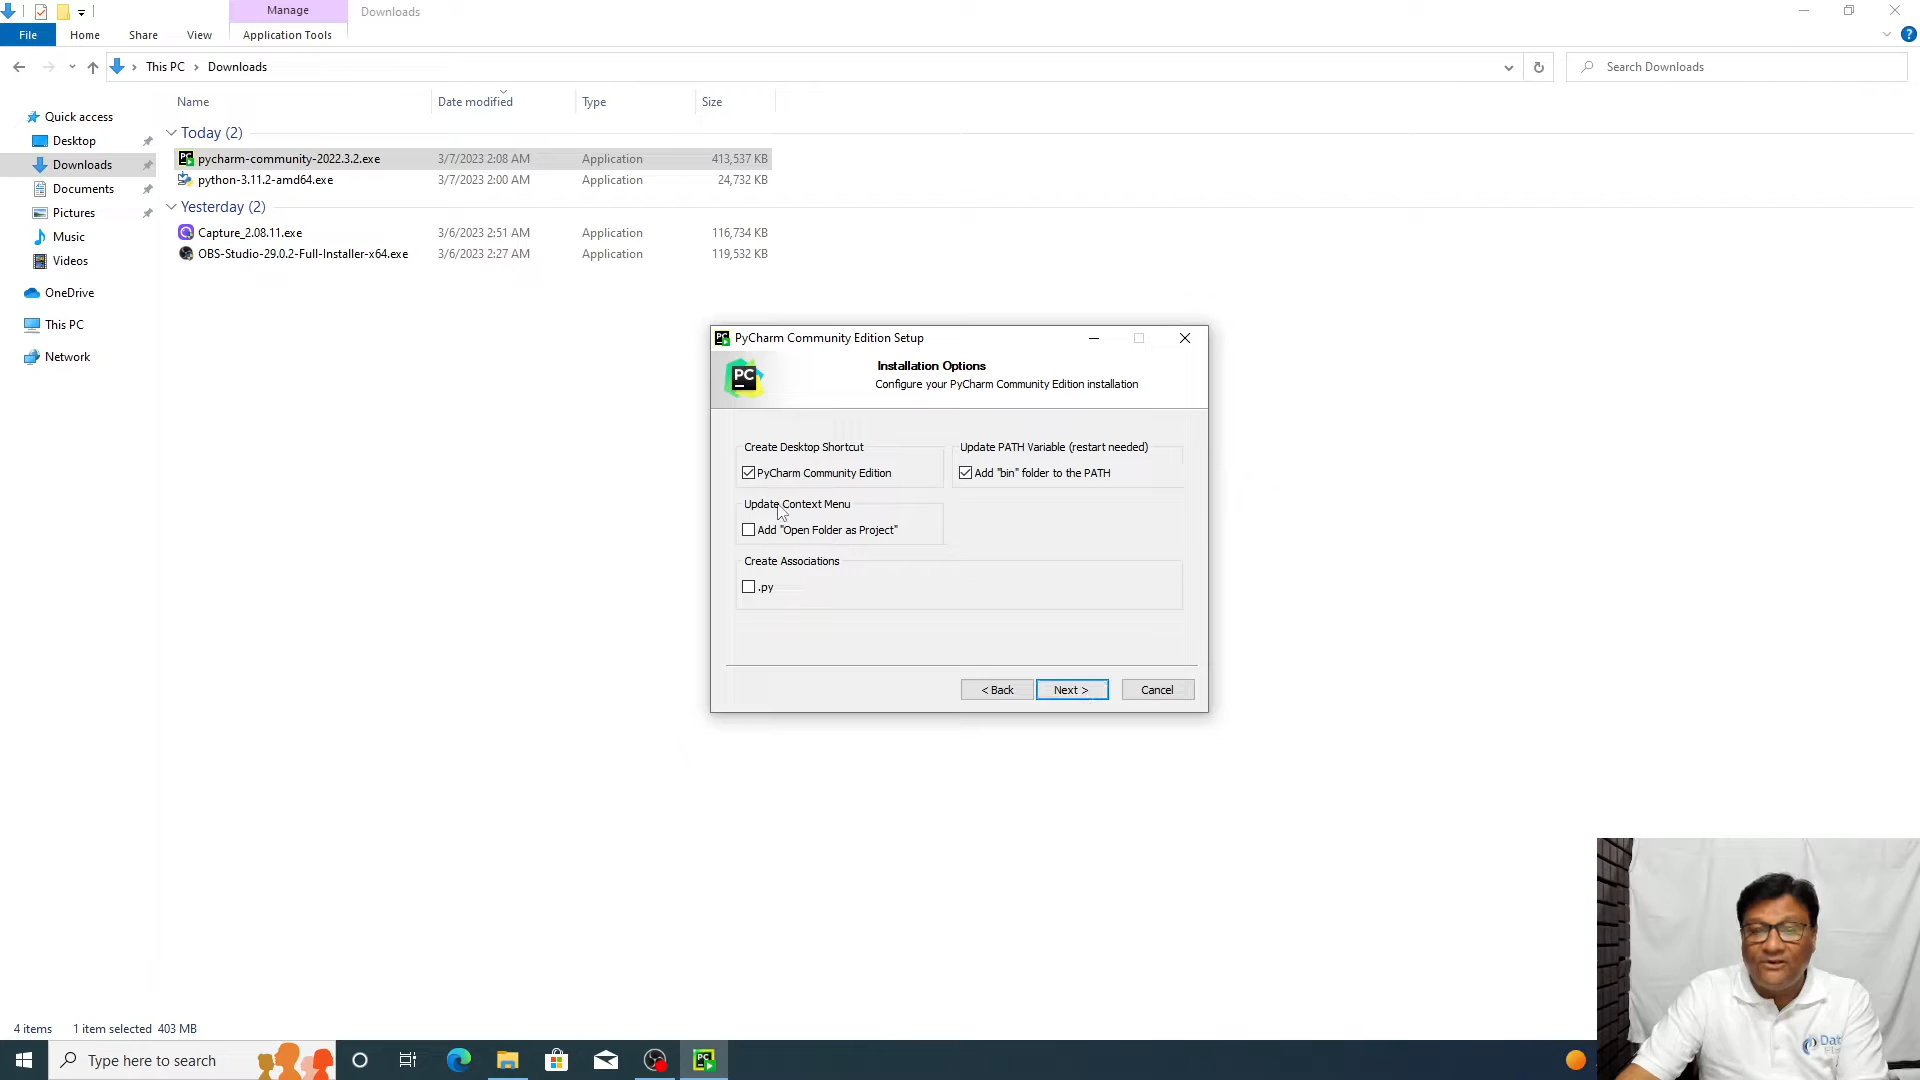 Manage
Downloads
File
Home
Share
View
Application Tools
?
This PC
Downloads
Search Downloads
Name
Date modified
Type
Size
Quick access
Desktop
Downloads
Documents
Pictures
Music
Videos
OneDrive
This PC
Network
Today (2)
pycharm-community-2022.3.2.exe 3/7/2023 2:08 AM Application 413,537 KB
python-3.11.2-amd64.exe 3/7/2023 2:00 AM Application 24,732 KB
Yesterday (2)
Capture_2.08.11.exe 3/6/2023 2:51 AM Application 116,734 KB
OBS-Studio-29.0.2-Full-Installer-x64.exe 3/6/2023 2:27 AM Application 119,532 KB
PC PyCharm Community Edition Setup
PC
Installation Options
Configure your PyCharm Community Edition installation
Create Desktop Shortcut
PyCharm Community Edition
Update PATH Variable (restart needed)
Add "bin" folder to the PATH
Update Context Menu
Add "Open Folder as Project"
Create Associations
.py
< Back
Next >
Cancel
4 items
1 item selected 403 MB
Type here to search
PC